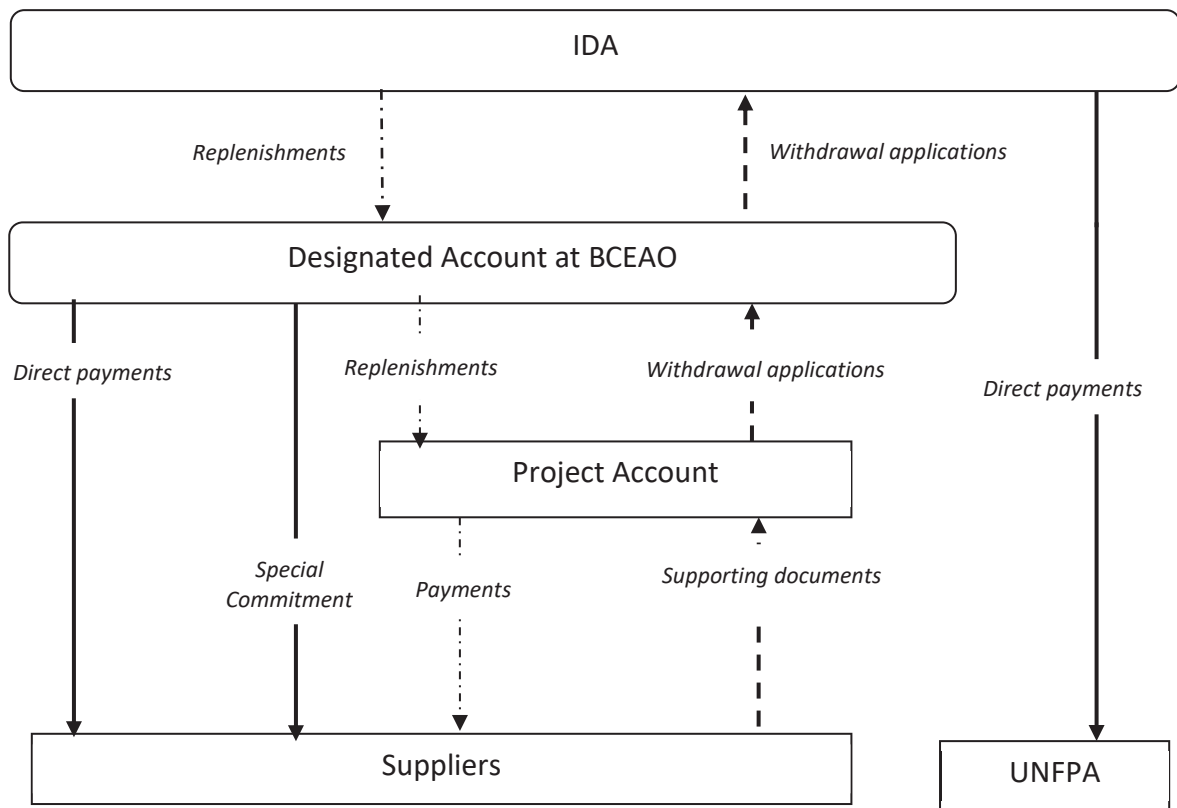 IDA
Replenishments
Withdrawal applications
Designated Account at BCEAO
Direct payments
Replenishments
Withdrawal applications
Direct payments
Project Account
Special
Commitment
Payments
Supporting documents
Suppliers
UNFPA